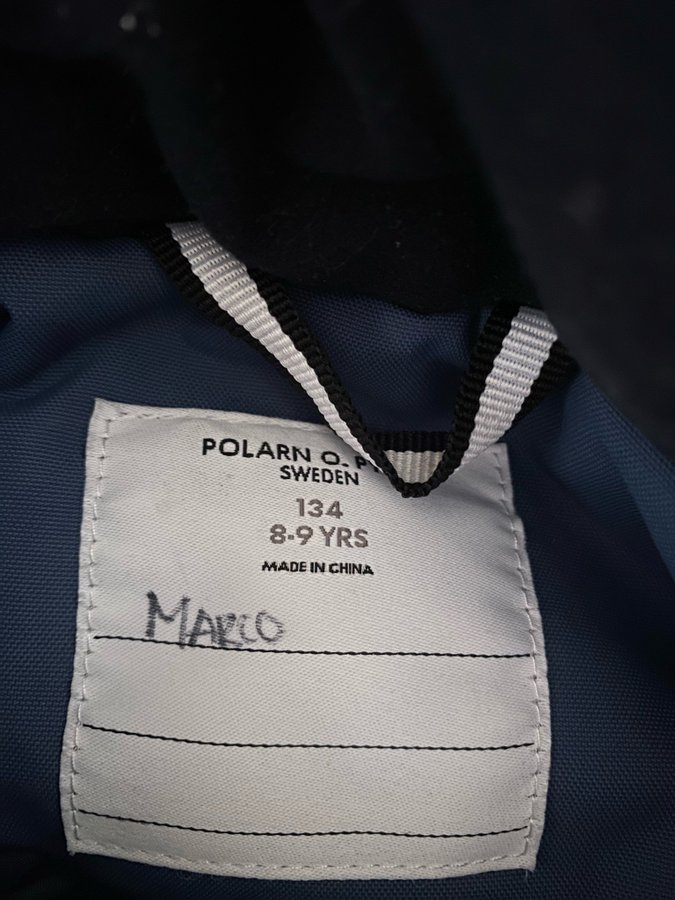 POLARN O. P
SWEDEN
134
8-9 YRS
MADE IN CHINA
MARCO